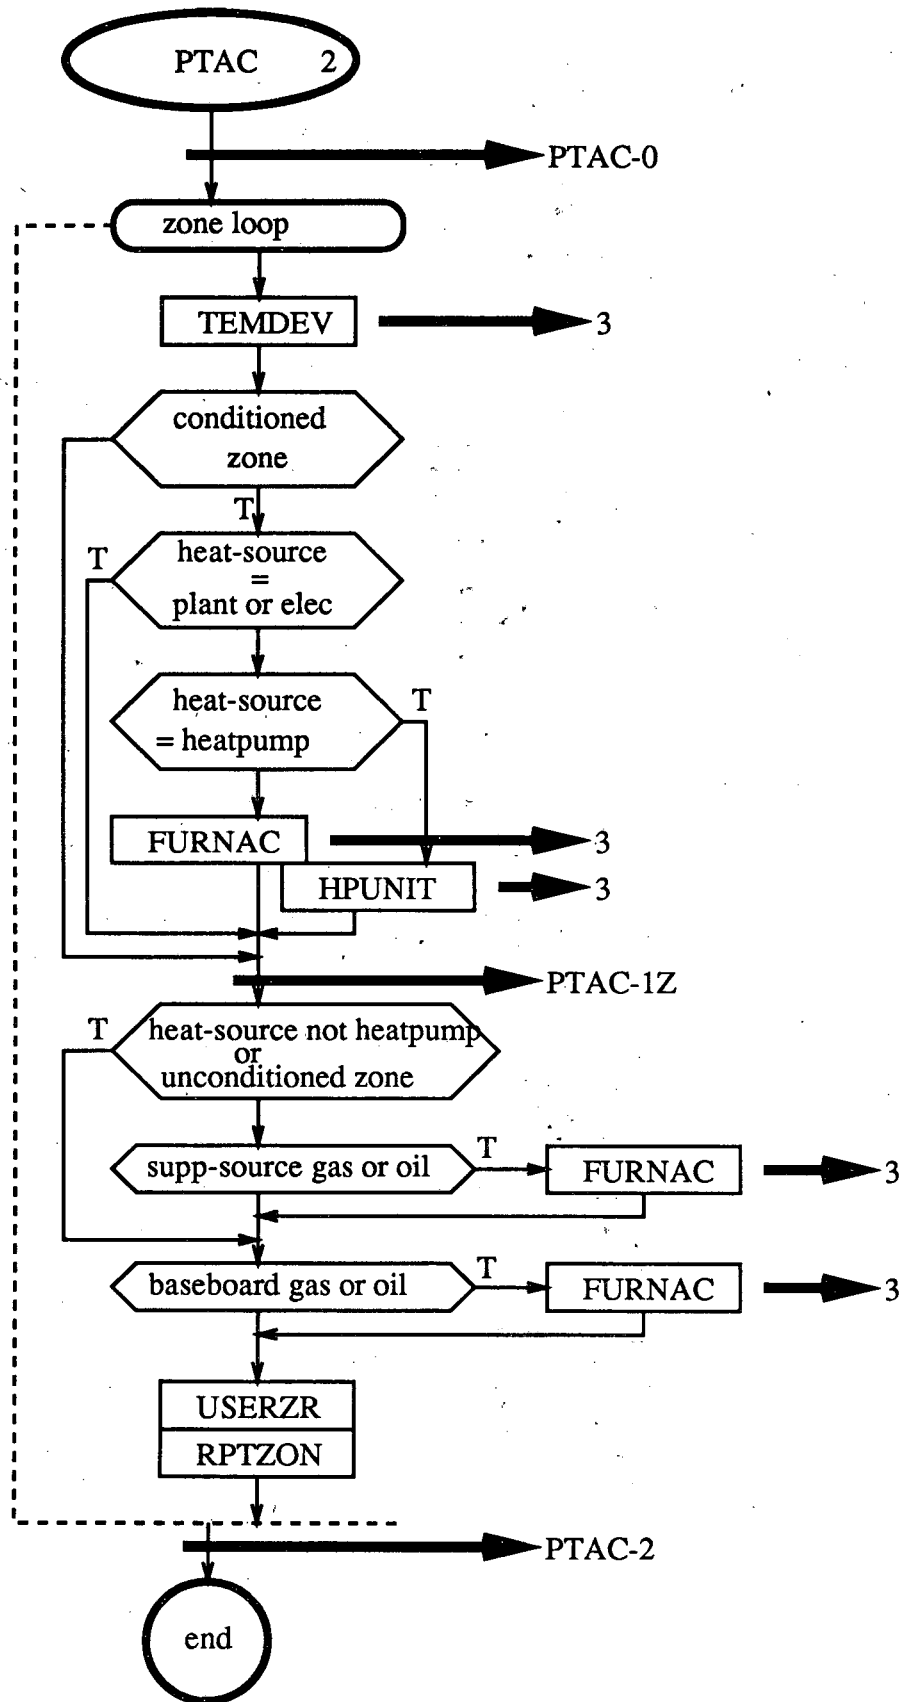 PTAC 2
PTAC-0
zone loop
TEMDEV 3
conditioned
zone
T
T heat-source
=
plant or elec
heat-source T
= heatpump
FURNAC 3
HPUNIT 3
PTAC-1Z
T heat-source not heatpump
or
unconditioned zone
T
supp-source gas or oil FURNAC 3
T
baseboard gas or oil FURNAC 3
USERZR
RPTZON
PTAC-2
end